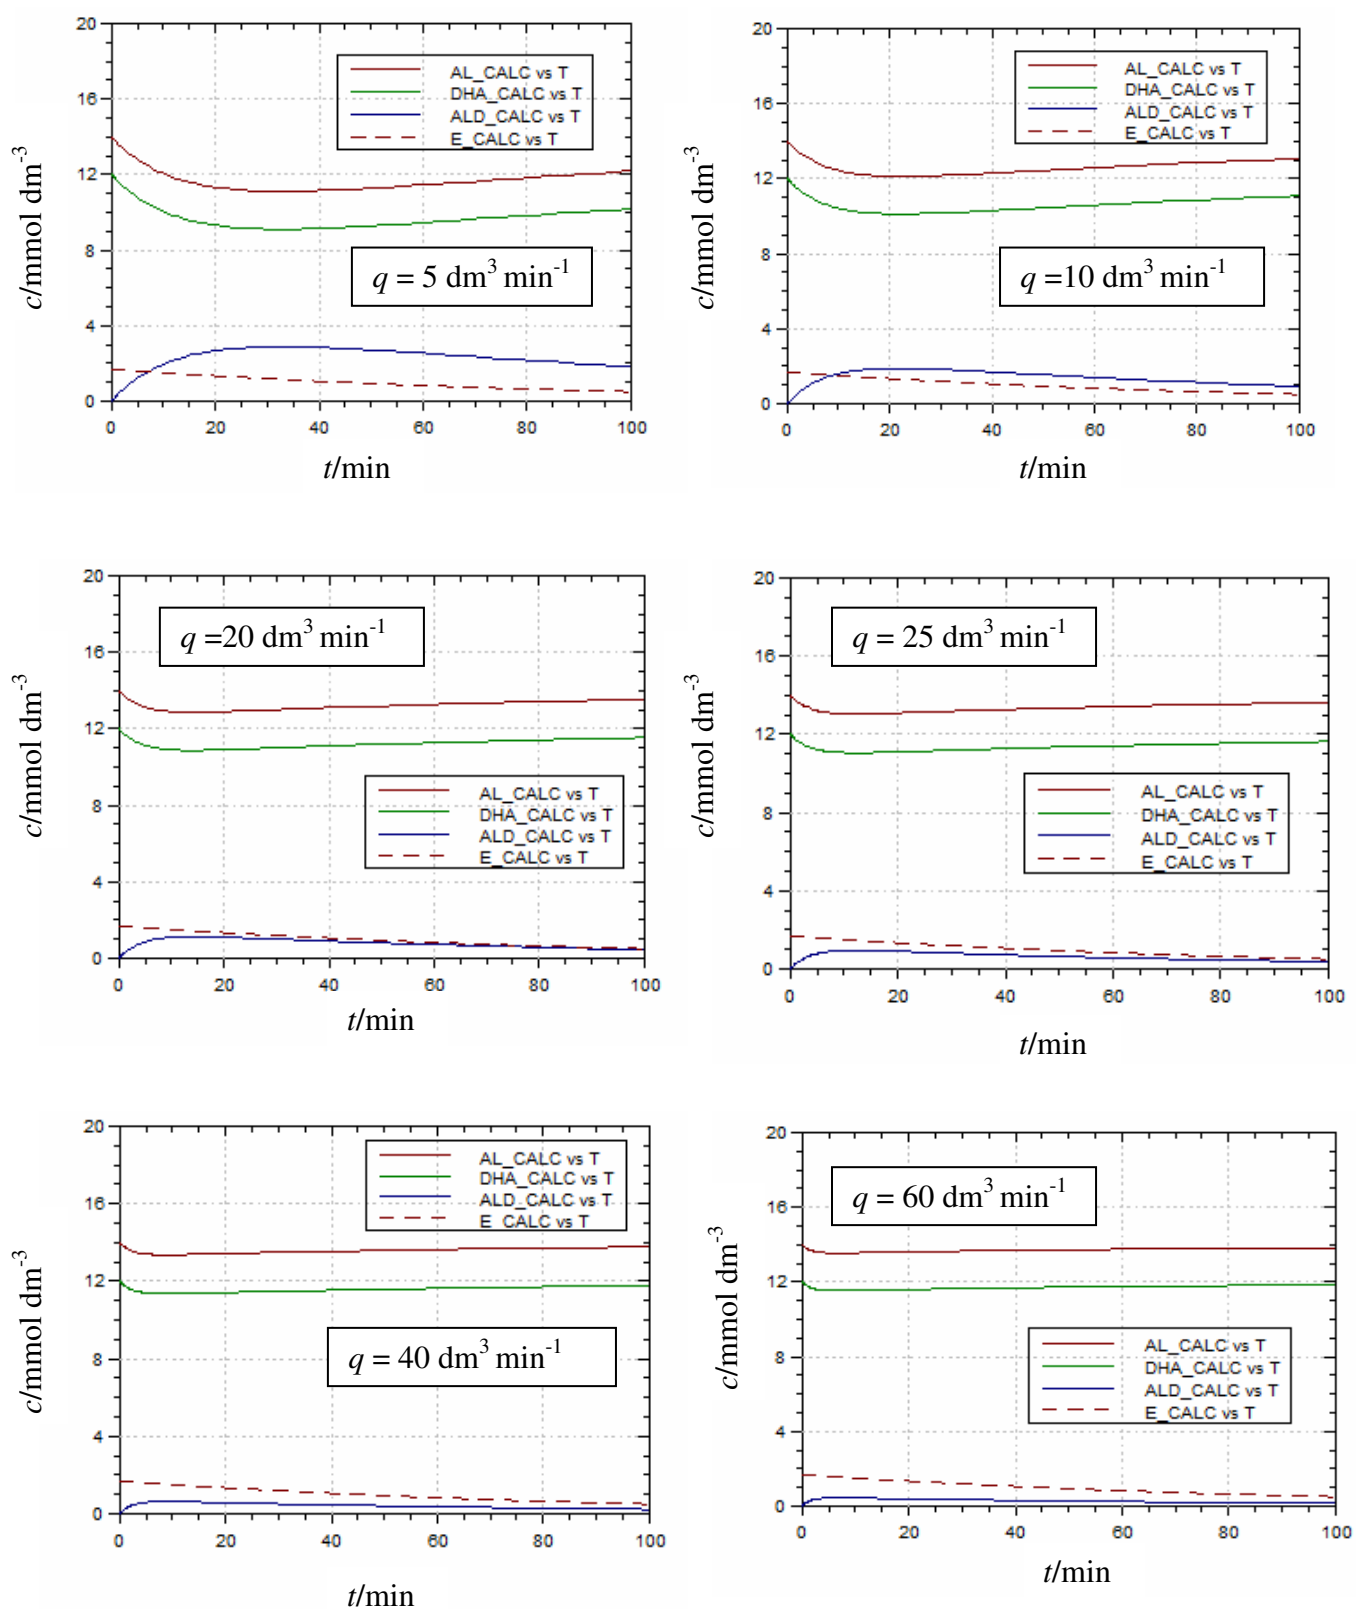 20
16
12
8
4
0
c/mmol dm-3
AL_CALC vs T
DHA_CALC vs T
ALD_CALC vs T
E_CALC vs T
q = 5 dm3 min-1
0 20 40 60 80 100
t/min
20
16
12
8
4
0
c/mmol dm-3
AL_CALC vs T
DHA_CALC vs T
ALD_CALC vs T
E_CALC vs T
q =10 dm3 min-1
0 20 40 60 80 100
t/min
20
16
12
8
4
0
c/mmol dm-3
q =20 dm3 min-1
AL_CALC vs T
DHA_CALC vs T
ALD_CALC vs T
E_CALC vs T
0 20 40 60 80 100
t/min
20
16
12
8
4
0
c/mmol dm-3
q = 25 dm3 min-1
AL_CALC vs T
DHA_CALC vs T
ALD_CALC vs T
E_CALC vs T
0 20 40 60 80 100
t/min
20
16
12
8
4
0
c/mmol dm-3
AL_CALC vs T
DHA_CALC vs T
ALD_CALC vs T
E_CALC vs T
q = 40 dm3 min-1
0 20 40 60 80 100
t/min
20
16
12
8
4
0
c/mmol dm-3
q = 60 dm3 min-1
AL_CALC vs T
DHA_CALC vs T
ALD_CALC vs T
E_CALC vs T
0 20 40 60 80 100
t/min